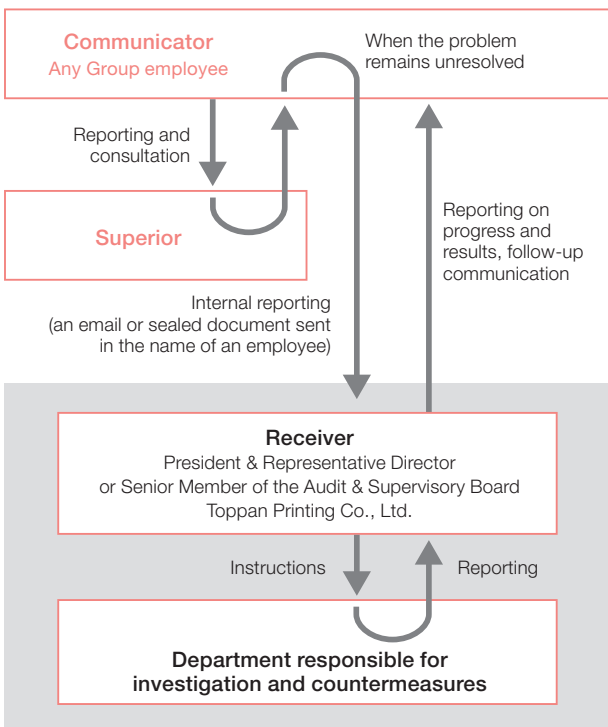 Communicator
Any Group employee
When the problem
remains unresolved
Reporting and
consultation
Superior
Reporting on
progress and
results, follow-up
communication
Internal reporting
(an email or sealed document sent
in the name of an employee)
Receiver
President & Representative Director
or Senior Member of the Audit & Supervisory Board
Toppan Printing Co., Ltd.
Instructions
Reporting
Department responsible for
investigation and countermeasures